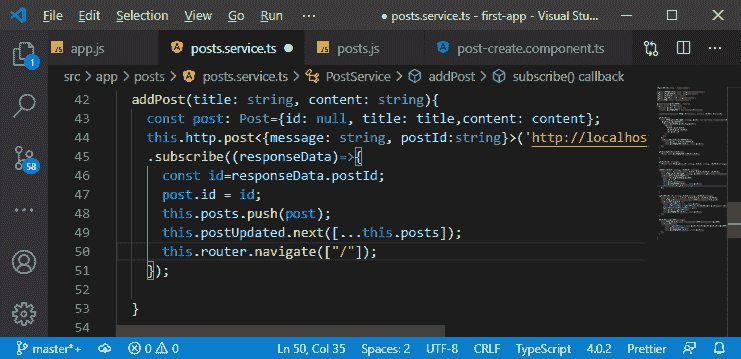 File Edit Selection View Go Run ··· posts.service.ts - first-app - Visual Stu...
app.js posts.service.ts posts.js post-create.component.ts ···
src > app > posts > posts.service.ts > PostService > addPost > subscribe() callback
1
58
42 addPost(title: string, content: string){
43 const post: Post={id: null, title: title,content: content};
44 this.http.post<{message: string, postId:string}>('http://localhos
45 .subscribe((responseData)=>{
46 const id=responseData.postId;
47 post.id = id;
48 this.posts.push(post);
49 this.postUpdated.next([...this.posts]);
50 this.router.navigate(["/"]);
51 });
52
53 }
54
master*+ 0 0 Ln 50, Col 35 Spaces: 2 UTF-8 CRLF TypeScript 4.0.2 Prettier